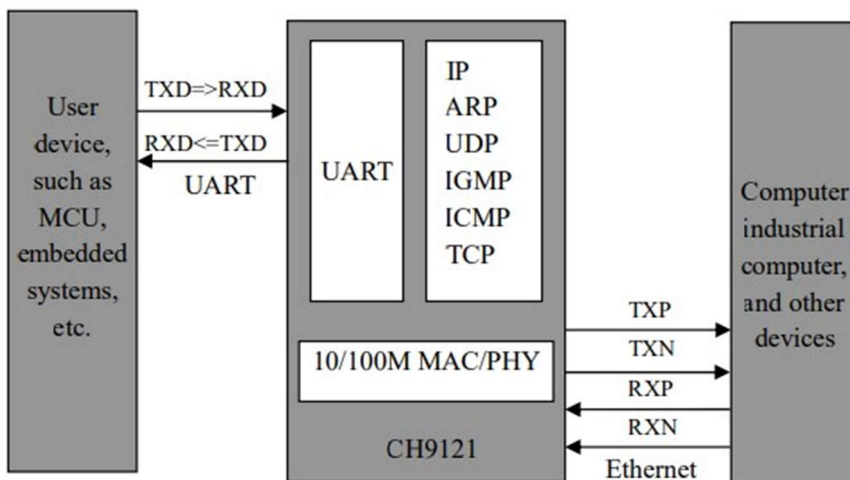 User
device,
such as
MCU,
embedded
systems,
etc.
TXD=>RXD
RXD<=TXD
UART
UART
IP
ARP
UDP
IGMP
ICMP
TCP
10/100M MAC/PHY
CH9121
TXP
TXN
RXP
RXN
Ethernet
Computer
industrial
computer,
and other
devices